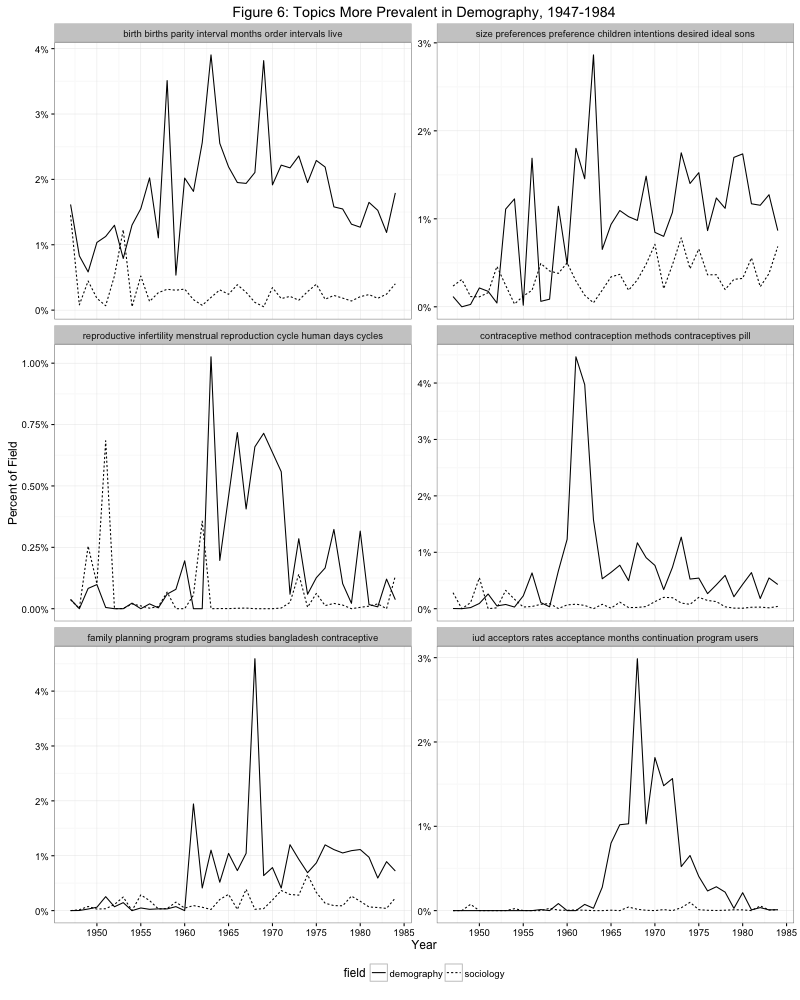 Figure 6: Topics More Prevalent in Demography, 1947-1984
birth births parity interval months order intervals live
size preferences preference children intentions desired ideal sons
4%
3%
2%
1%
0%
3%
2%
1%
0%
reproductive infertility menstrual reproduction cycle human days cycles
contraceptive method contraception methods contraceptives pill
1.00%
0.75%
0.50%
0.25%
0.00%
4%
3%
2%
1%
0%
Percent of Field
family planning program programs studies bangladesh contraceptive
iud acceptors rates acceptance months continuation program users
4%
3%
2%
1%
0%
3%
2%
1%
0%
1950 1955 1960 1965 1970 1975 1980 1985
1950 1955 1960 1965 1970 1975 1980 1985
Year
field demography sociology